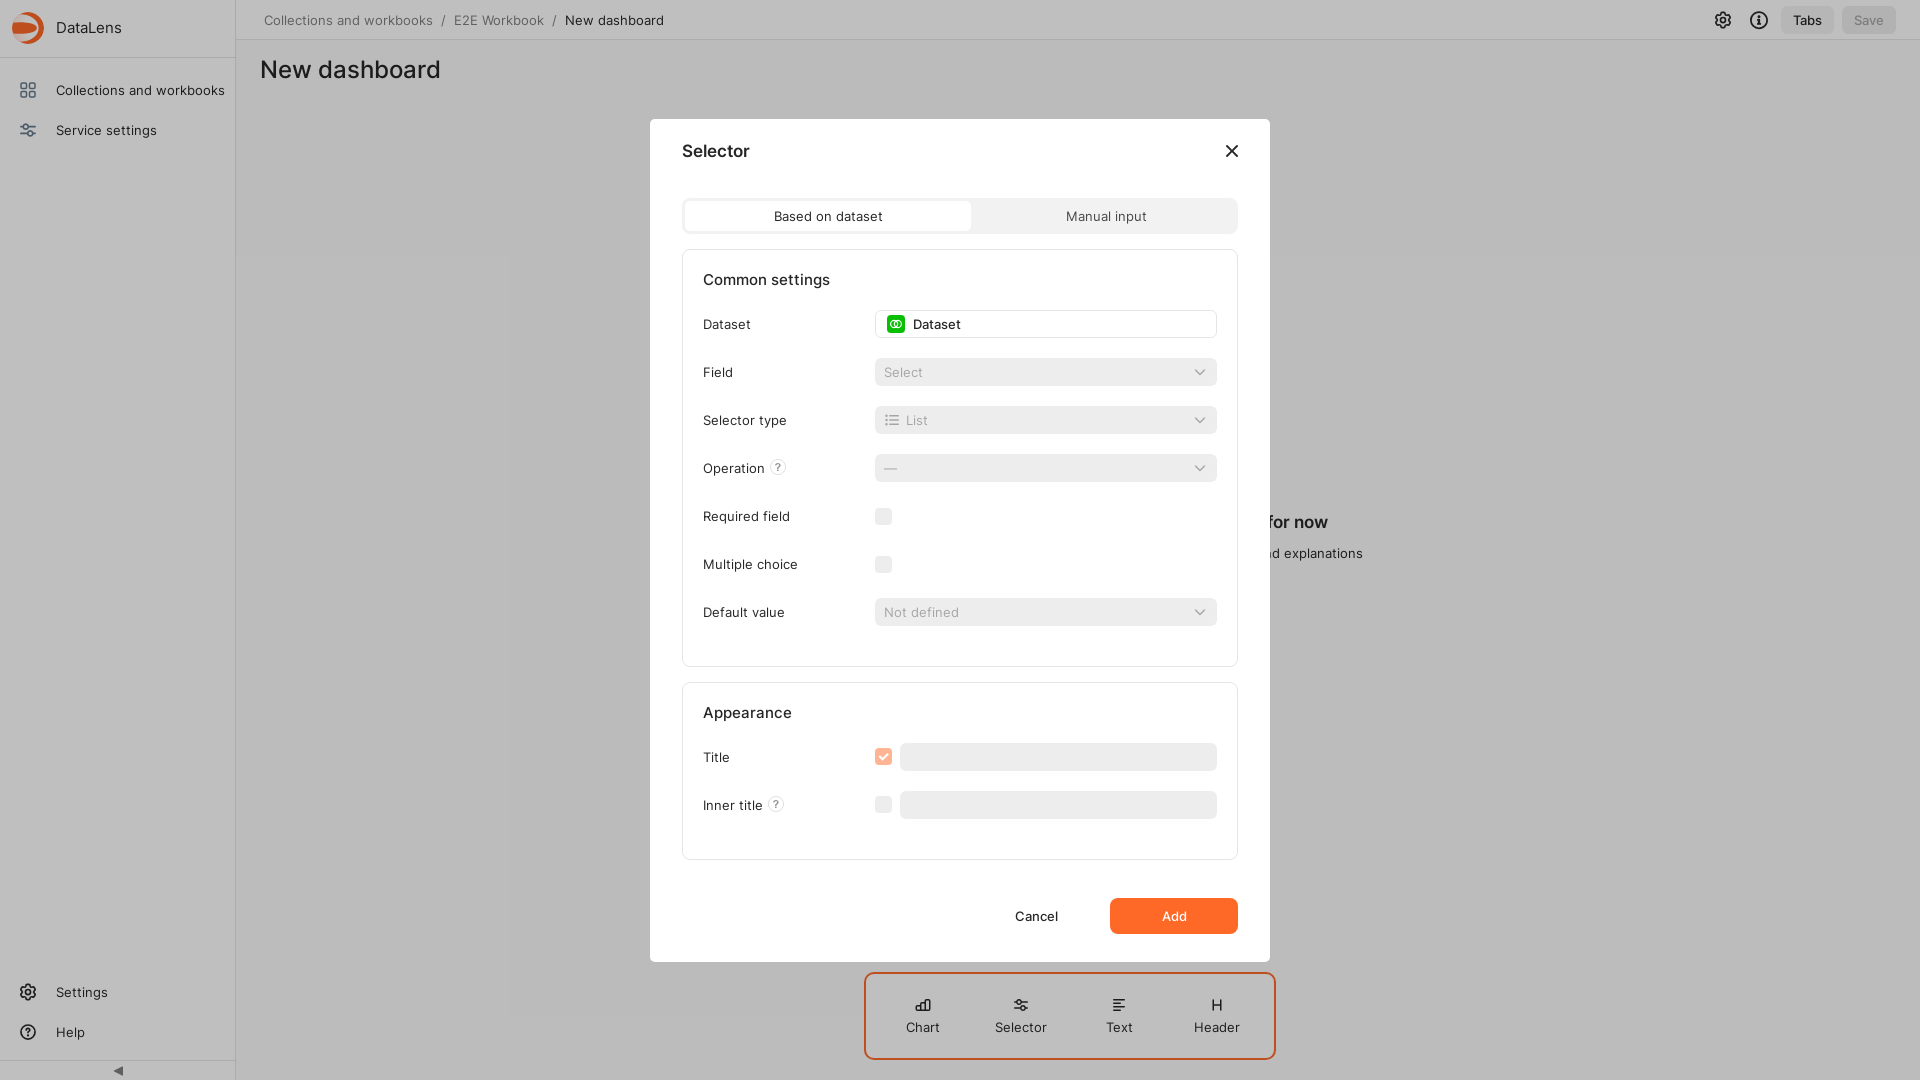 DataLens
Collections and workbooks / E2E Workbook / New dashboard
Tabs
Save
New dashboard
Collections and workbooks
Service settings
Selector
Based on dataset
Manual input
Common settings
Dataset
Dataset
Field
Select
Selector type
List
Operation ?
—
Required field
for now
Multiple choice
explanations
Default value
Not defined
Appearance
Title
Inner title ?
Cancel
Add
Settings
Help
Chart
Selector
Text
Header